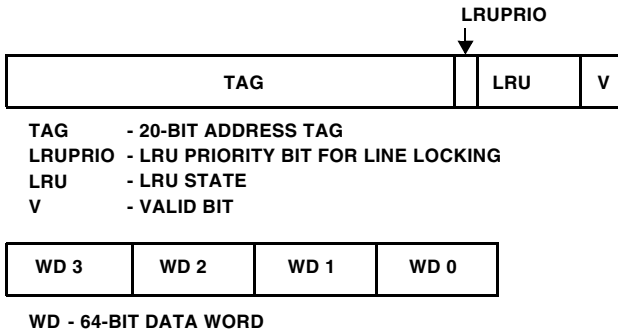 LRUPRIO
TAG LRU V
TAG - 20-BIT ADDRESS TAG
LRUPRIO - LRU PRIORITY BIT FOR LINE LOCKING
LRU - LRU STATE
V - VALID BIT
WD 3 WD 2 WD 1 WD 0
WD - 64-BIT DATA WORD